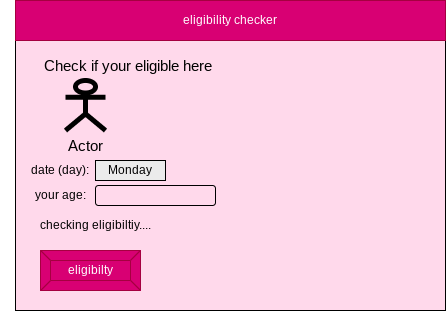 eligibility checker
Check if your eligible here
Actor
date (day): Monday
your age:
checking eligibiltiy....
eligibilty